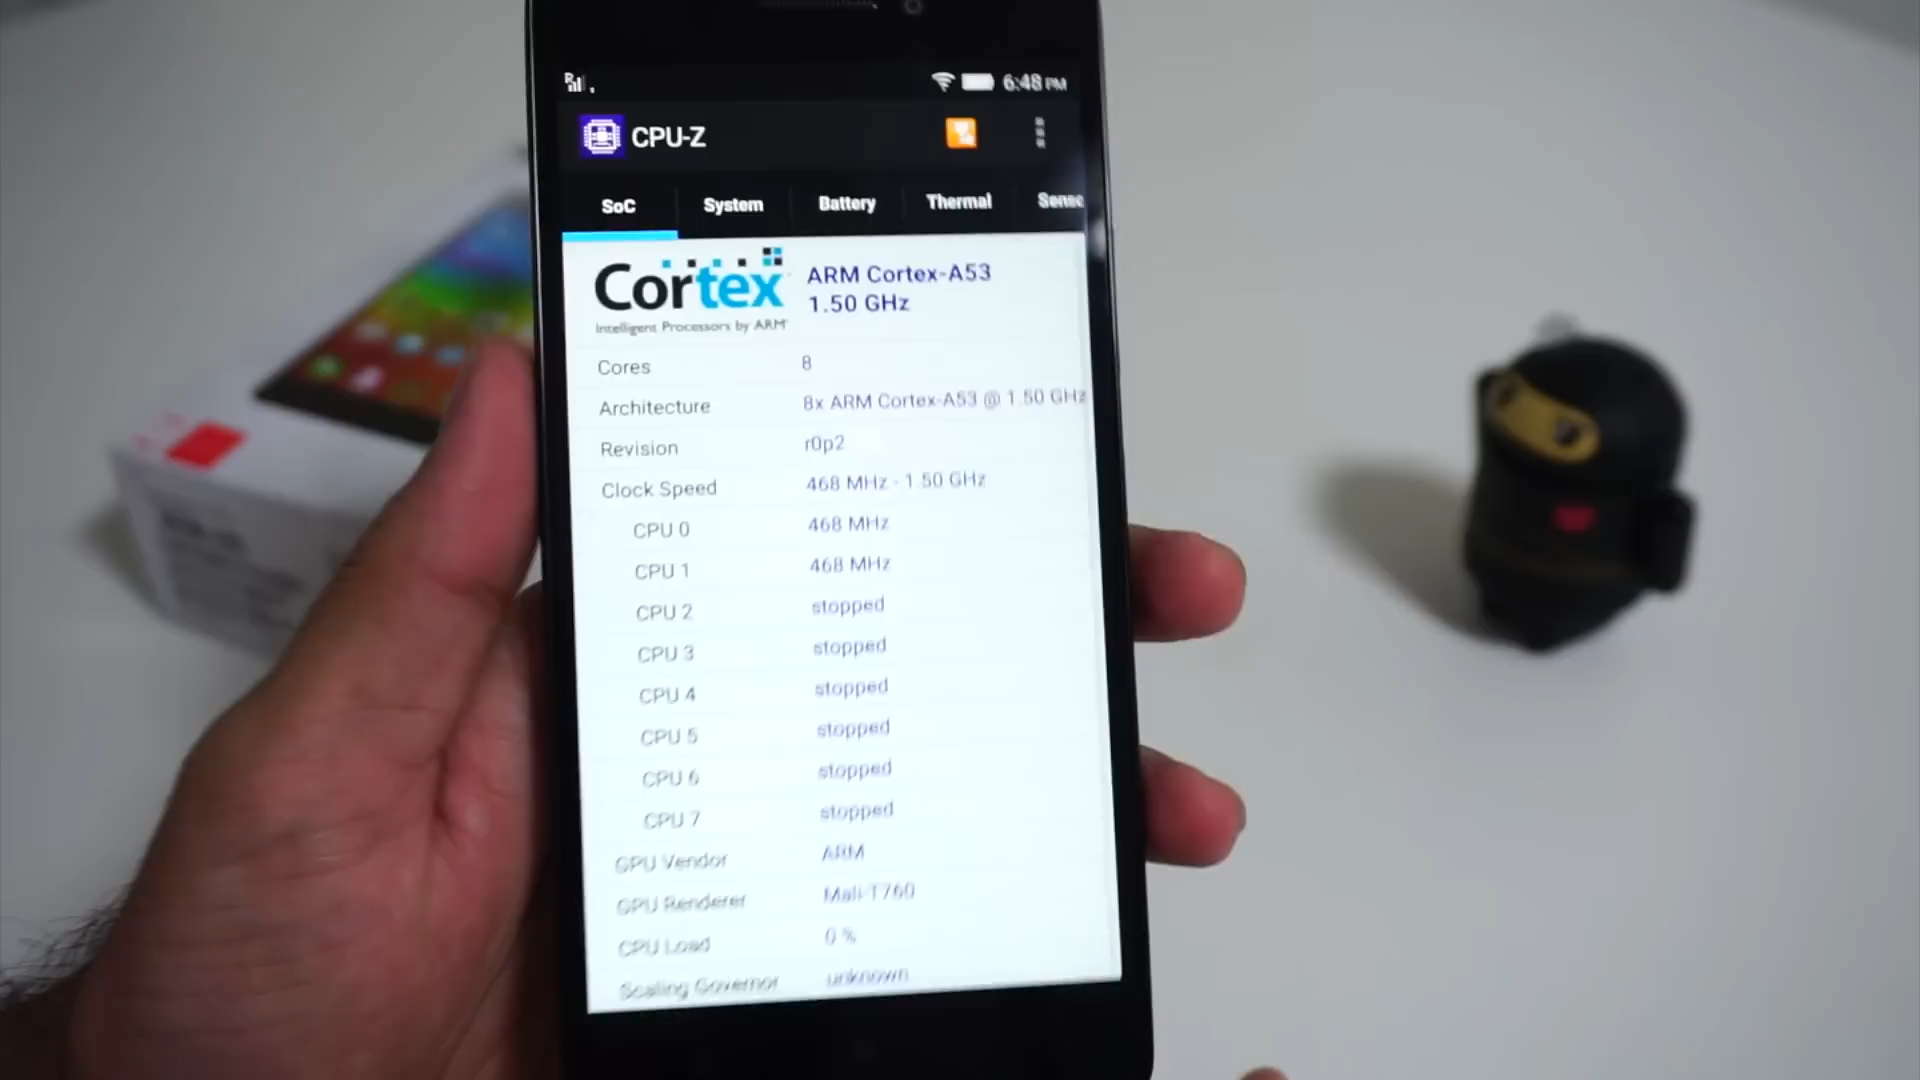 R 6:48 PM
CPU-Z
SoC System Battery Thermal Sens
Cortex
Intelligent Processors by ARM
ARM Cortex-A53
1.50 GHz
Cores 8
Architecture 8x ARM Cortex-A53 @ 1.50 GHz
Revision r0p2
Clock Speed 468 MHz - 1.50 GHz
CPU 0 468 MHz
CPU 1 468 MHz
CPU 2 stopped
CPU 3 stopped
CPU 4 stopped
CPU 5 stopped
CPU 6 stopped
CPU 7 stopped
GPU Vendor ARM
GPU Renderer Mali-T760
CPU Load 0 %
Scaling Governor unknown